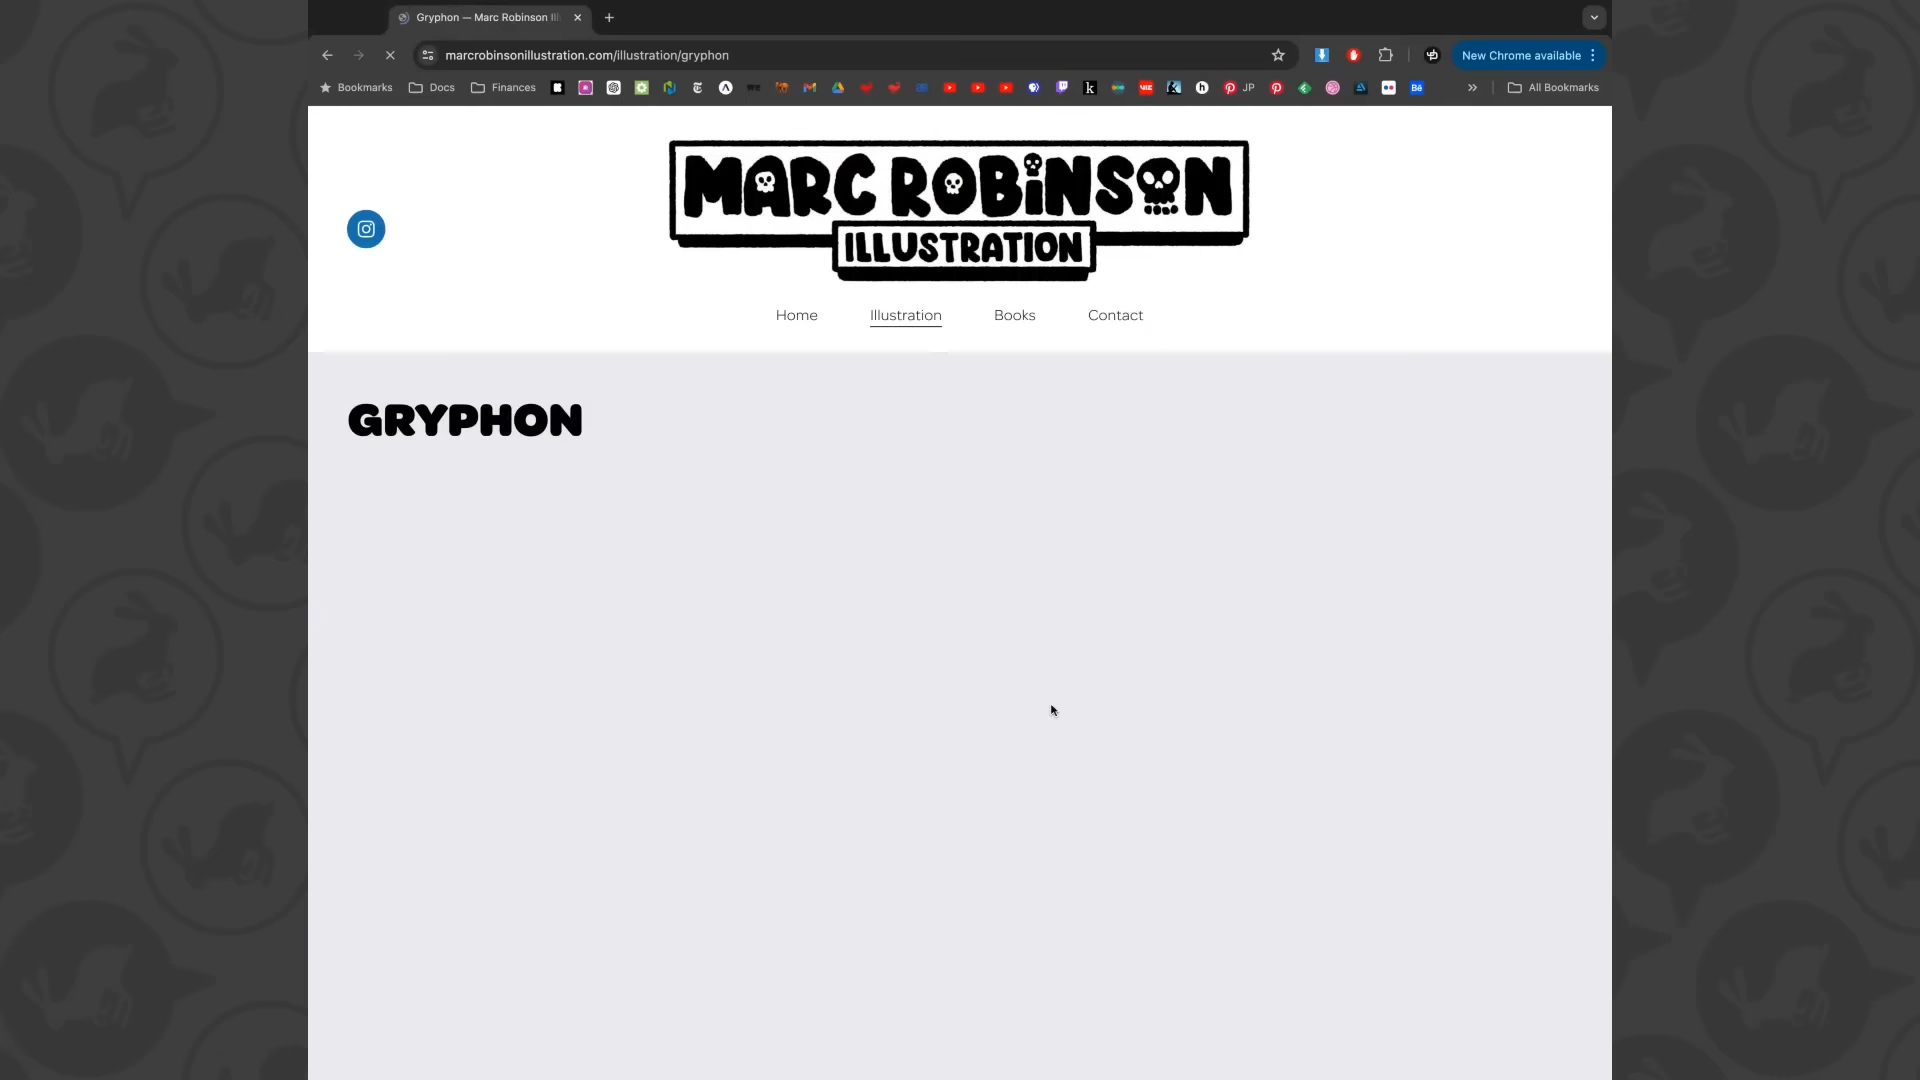 Gryphon — Marc Robinson Ill
marcrobinsonillustration.com/illustration/gryphon
New Chrome available
Bookmarks
Docs
Finances
JP
Bē
All Bookmarks
MARC ROBiNSON
ILLUSTRATION
Home
Illustration
Books
Contact
GRYPHON